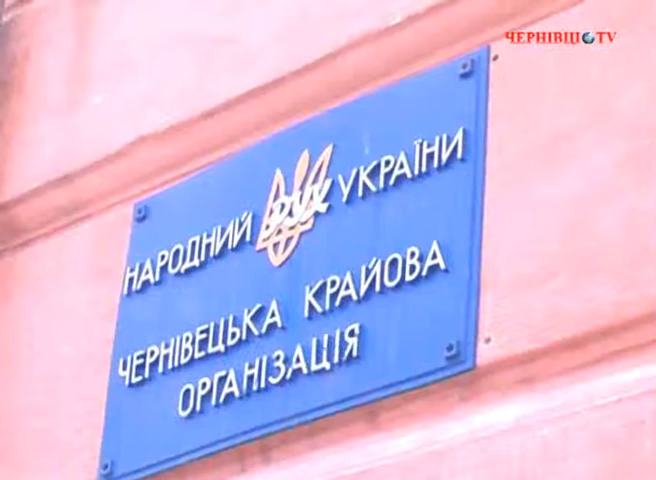 ЧЕРНІВЦІ TV
НАРОДНИЙ РУХ УКРАЇНИ
ЧЕРНІВЕЦЬКА КРАЙОВА
ОРГАНІЗАЦІЯ